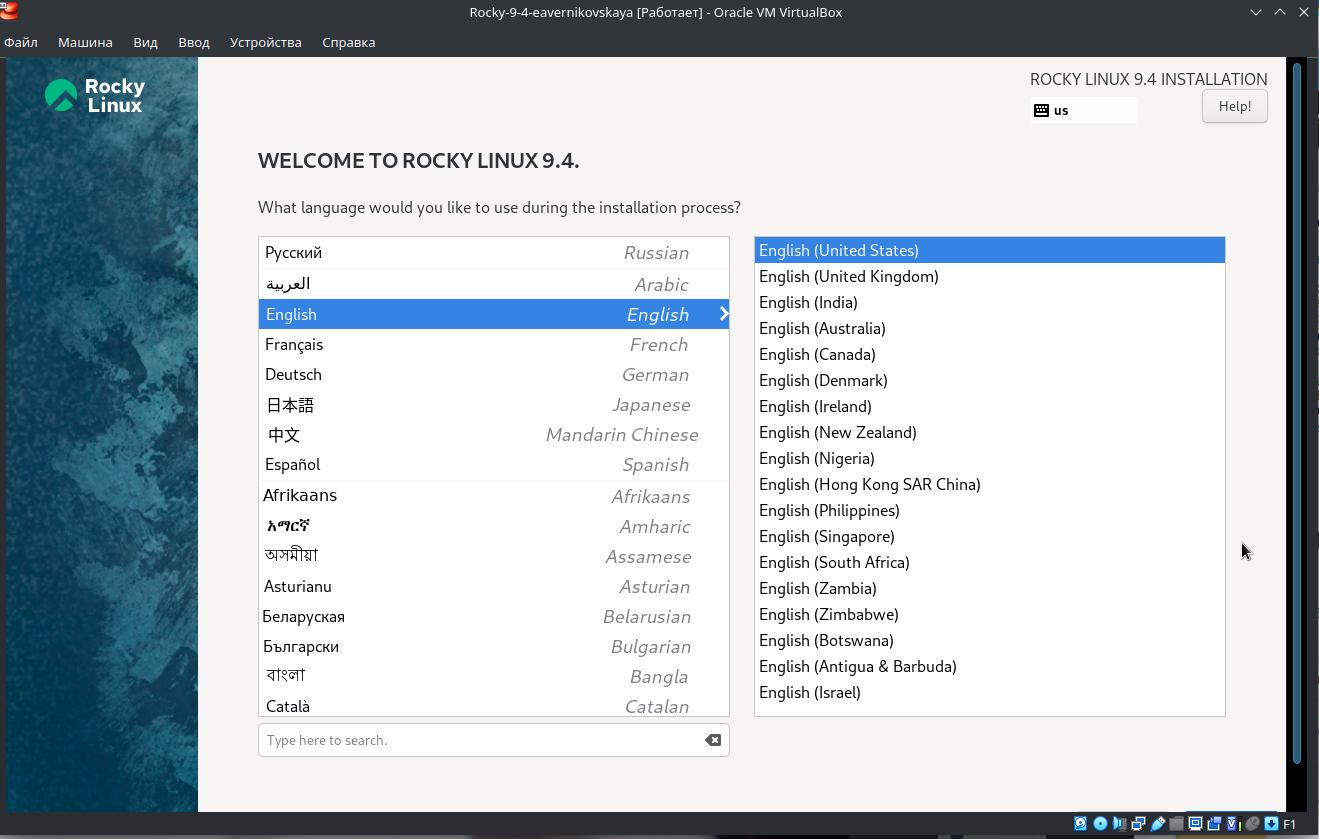 Rocky-9-4-eavernikovskaya [Работает] - Oracle VM VirtualBox
Файл Машина Вид Ввод Устройства Справка
Rocky
Linux
ROCKY LINUX 9.4 INSTALLATION
us
Help!
WELCOME TO ROCKY LINUX 9.4.
What language would you like to use during the installation process?
Русский Russian
العربية Arabic
English English
Français French
Deutsch German
日本語 Japanese
中文 Mandarin Chinese
Español Spanish
Afrikaans Afrikaans
አማርኛ Amharic
অসমীয়া Assamese
Asturianu Asturian
Беларуская Belarusian
Български Bulgarian
বাংলা Bangla
Català Catalan
Type here to search.
English (United States)
English (United Kingdom)
English (India)
English (Australia)
English (Canada)
English (Denmark)
English (Ireland)
English (New Zealand)
English (Nigeria)
English (Hong Kong SAR China)
English (Philippines)
English (Singapore)
English (South Africa)
English (Zambia)
English (Zimbabwe)
English (Botswana)
English (Antigua & Barbuda)
English (Israel)
F1